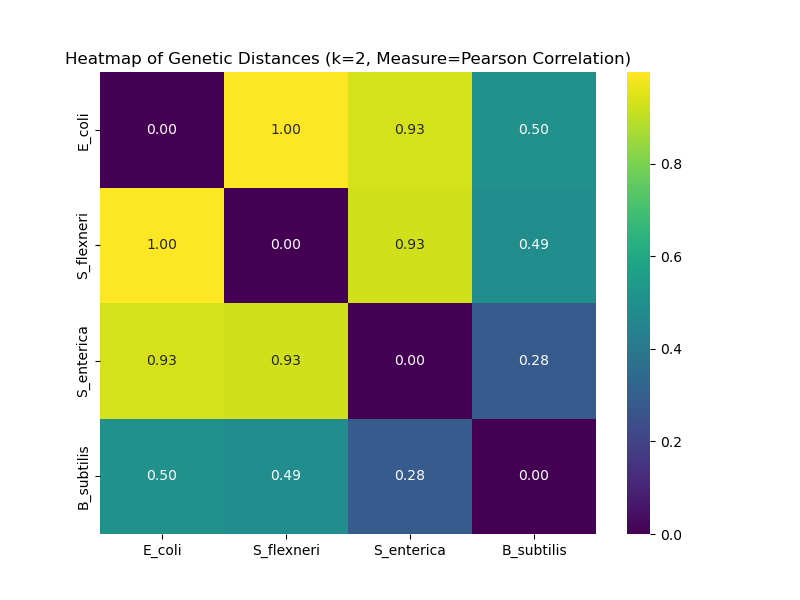 Heatmap of Genetic Distances (k=2, Measure=Pearson Correlation)
E_coli 0.00 1.00 0.93 0.50
S_flexneri 1.00 0.00 0.93 0.49
S_enterica 0.93 0.93 0.00 0.28
B_subtilis 0.50 0.49 0.28 0.00
E_coli S_flexneri S_enterica B_subtilis
0.8
0.6
0.4
0.2
0.0